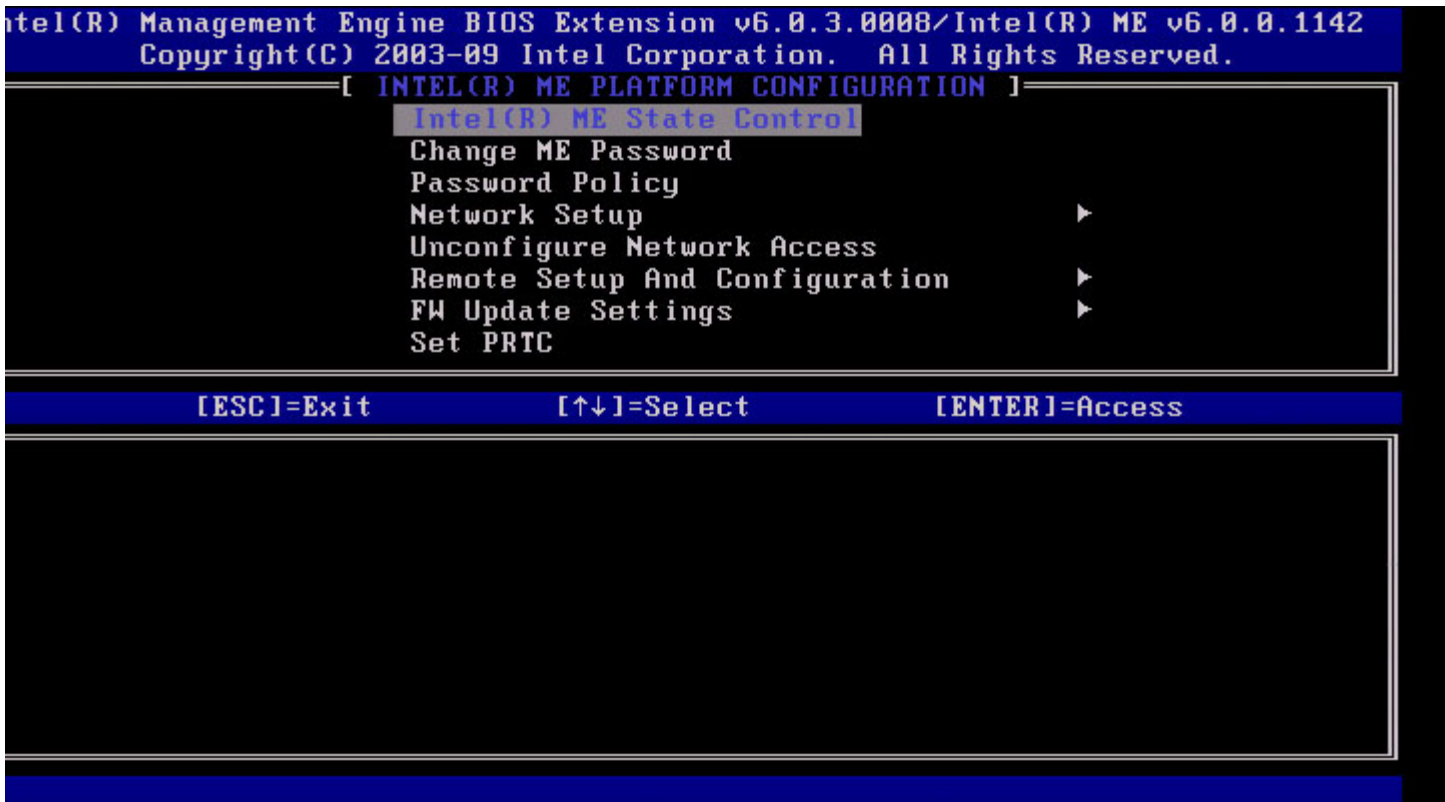 ntel(R) Management Engine BIOS Extension v6.0.3.0008/Intel(R) ME v6.0.0.1142
Copyright(C) 2003-09 Intel Corporation. All Rights Reserved.
[ INTEL(R) ME PLATFORM CONFIGURATION ]
Intel(R) ME State Control
Change ME Password
Password Policy
Network Setup ►
Unconfigure Network Access
Remote Setup And Configuration ►
FW Update Settings ►
Set PRTC
[ESC]=Exit [↑↓]=Select [ENTER]=Access